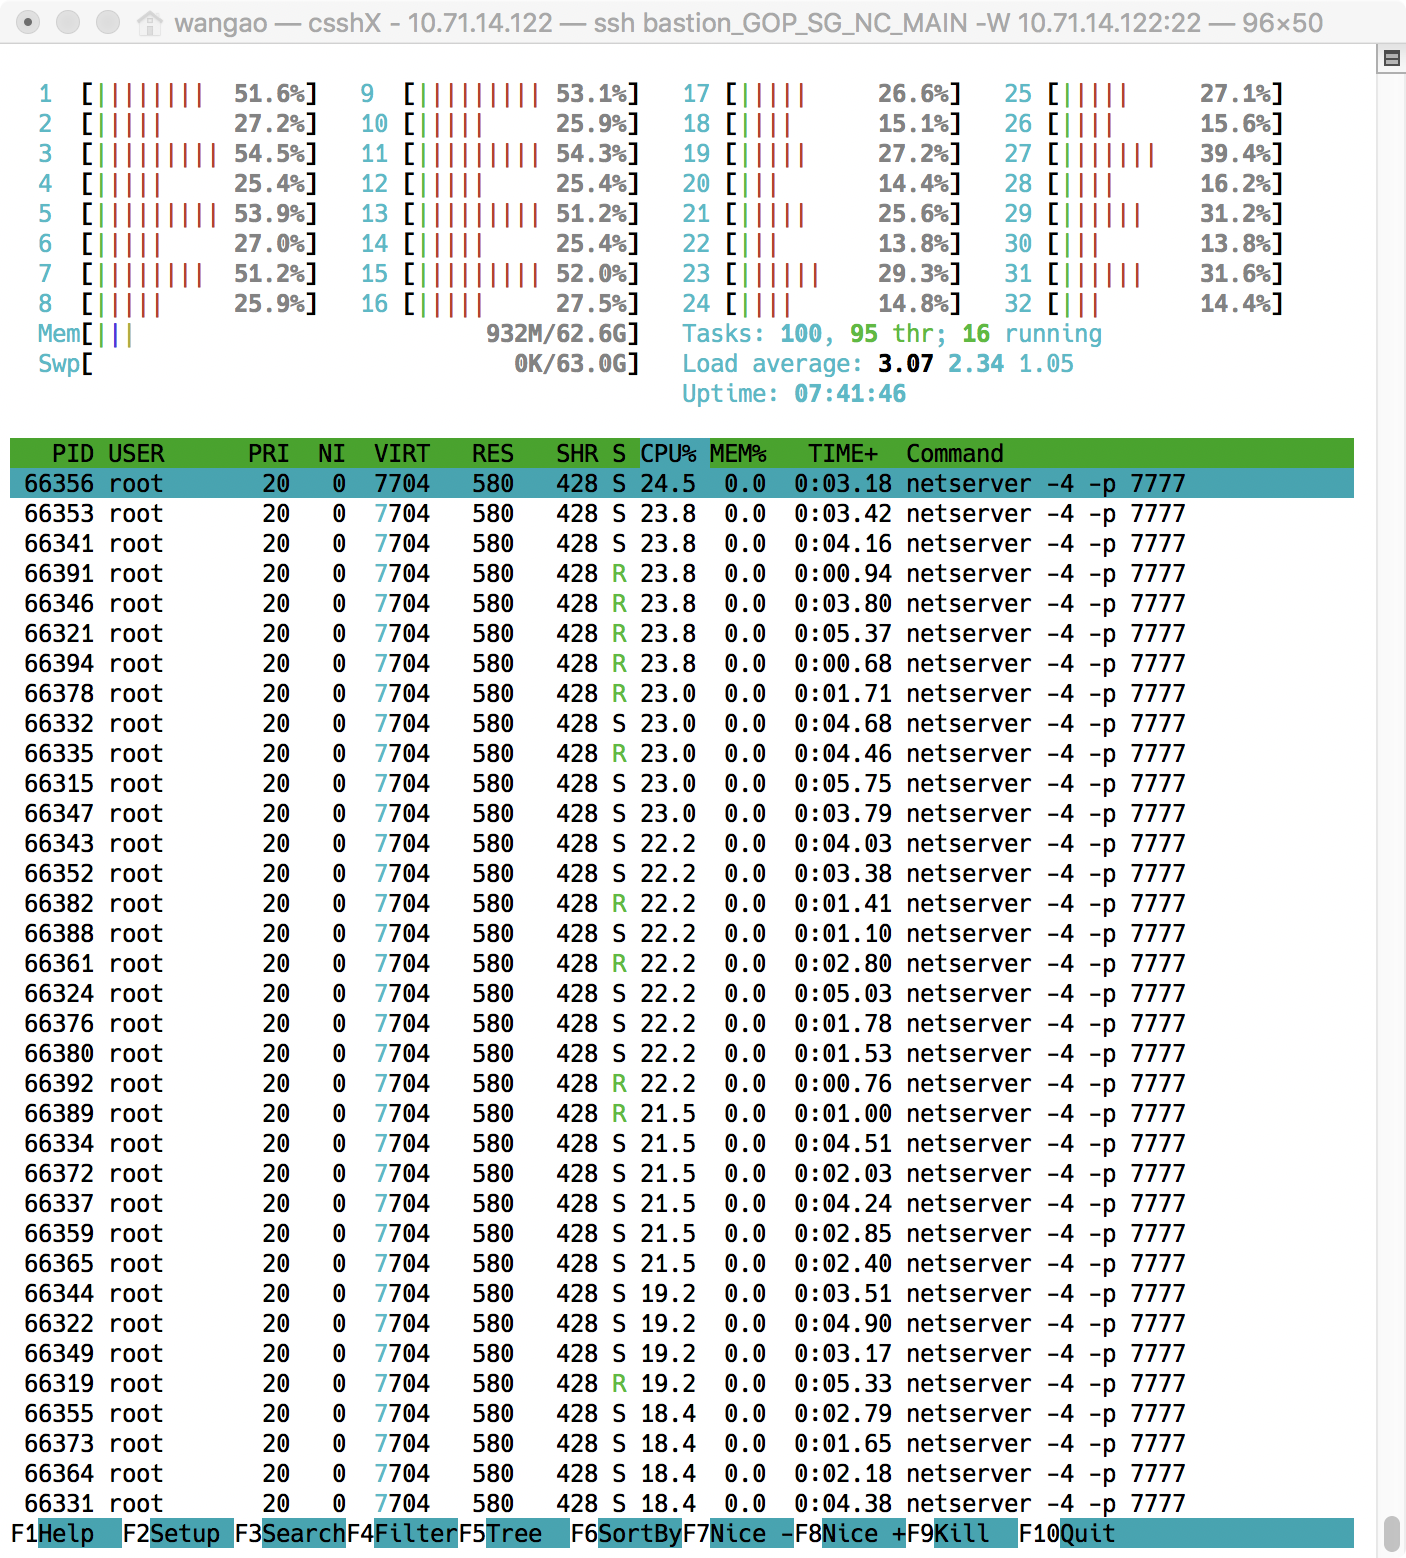 wangao — csshX - 10.71.14.122 — ssh bastion_GOP_SG_NC_MAIN -W 10.71.14.122:22 — 96×50
1 [|||||||| 51.6%] 9 [||||||||| 53.1%] 17 [||||| 26.6%] 25 [||||| 27.1%]
2 [||||| 27.2%] 10 [||||| 25.9%] 18 [|||| 15.1%] 26 [|||| 15.6%]
3 [||||||||| 54.5%] 11 [||||||||| 54.3%] 19 [||||| 27.2%] 27 [||||||| 39.4%]
4 [||||| 25.4%] 12 [||||| 25.4%] 20 [||| 14.4%] 28 [|||| 16.2%]
5 [||||||||| 53.9%] 13 [||||||||| 51.2%] 21 [||||| 25.6%] 29 [|||||| 31.2%]
6 [||||| 27.0%] 14 [||||| 25.4%] 22 [||| 13.8%] 30 [||| 13.8%]
7 [|||||||| 51.2%] 15 [||||||||| 52.0%] 23 [|||||| 29.3%] 31 [|||||| 31.6%]
8 [||||| 25.9%] 16 [||||| 27.5%] 24 [|||| 14.8%] 32 [||| 14.4%]
Mem[||| 932M/62.6G] Tasks: 100, 95 thr; 16 running
Swp[ 0K/63.0G] Load average: 3.07 2.34 1.05
Uptime: 07:41:46
PID USER PRI NI VIRT RES SHR S CPU% MEM% TIME+ Command
66356 root 20 0 7704 580 428 S 24.5 0.0 0:03.18 netserver -4 -p 7777
66353 root 20 0 7704 580 428 S 23.8 0.0 0:03.42 netserver -4 -p 7777
66341 root 20 0 7704 580 428 S 23.8 0.0 0:04.16 netserver -4 -p 7777
66391 root 20 0 7704 580 428 R 23.8 0.0 0:00.94 netserver -4 -p 7777
66346 root 20 0 7704 580 428 R 23.8 0.0 0:03.80 netserver -4 -p 7777
66321 root 20 0 7704 580 428 R 23.8 0.0 0:05.37 netserver -4 -p 7777
66394 root 20 0 7704 580 428 R 23.8 0.0 0:00.68 netserver -4 -p 7777
66378 root 20 0 7704 580 428 R 23.0 0.0 0:01.71 netserver -4 -p 7777
66332 root 20 0 7704 580 428 S 23.0 0.0 0:04.68 netserver -4 -p 7777
66335 root 20 0 7704 580 428 R 23.0 0.0 0:04.46 netserver -4 -p 7777
66315 root 20 0 7704 580 428 S 23.0 0.0 0:05.75 netserver -4 -p 7777
66347 root 20 0 7704 580 428 S 23.0 0.0 0:03.79 netserver -4 -p 7777
66343 root 20 0 7704 580 428 S 22.2 0.0 0:04.03 netserver -4 -p 7777
66352 root 20 0 7704 580 428 S 22.2 0.0 0:03.38 netserver -4 -p 7777
66382 root 20 0 7704 580 428 R 22.2 0.0 0:01.41 netserver -4 -p 7777
66388 root 20 0 7704 580 428 S 22.2 0.0 0:01.10 netserver -4 -p 7777
66361 root 20 0 7704 580 428 R 22.2 0.0 0:02.80 netserver -4 -p 7777
66324 root 20 0 7704 580 428 S 22.2 0.0 0:05.03 netserver -4 -p 7777
66376 root 20 0 7704 580 428 S 22.2 0.0 0:01.78 netserver -4 -p 7777
66380 root 20 0 7704 580 428 S 22.2 0.0 0:01.53 netserver -4 -p 7777
66392 root 20 0 7704 580 428 R 22.2 0.0 0:00.76 netserver -4 -p 7777
66389 root 20 0 7704 580 428 R 21.5 0.0 0:01.00 netserver -4 -p 7777
66334 root 20 0 7704 580 428 S 21.5 0.0 0:04.51 netserver -4 -p 7777
66372 root 20 0 7704 580 428 S 21.5 0.0 0:02.03 netserver -4 -p 7777
66337 root 20 0 7704 580 428 S 21.5 0.0 0:04.24 netserver -4 -p 7777
66359 root 20 0 7704 580 428 S 21.5 0.0 0:02.85 netserver -4 -p 7777
66365 root 20 0 7704 580 428 S 21.5 0.0 0:02.40 netserver -4 -p 7777
66344 root 20 0 7704 580 428 S 19.2 0.0 0:03.51 netserver -4 -p 7777
66322 root 20 0 7704 580 428 S 19.2 0.0 0:04.90 netserver -4 -p 7777
66349 root 20 0 7704 580 428 S 19.2 0.0 0:03.17 netserver -4 -p 7777
66319 root 20 0 7704 580 428 R 19.2 0.0 0:05.33 netserver -4 -p 7777
66355 root 20 0 7704 580 428 S 18.4 0.0 0:02.79 netserver -4 -p 7777
66373 root 20 0 7704 580 428 S 18.4 0.0 0:01.65 netserver -4 -p 7777
66364 root 20 0 7704 580 428 S 18.4 0.0 0:02.18 netserver -4 -p 7777
66331 root 20 0 7704 580 428 S 18.4 0.0 0:04.38 netserver -4 -p 7777
F1Help F2Setup F3SearchF4FilterF5Tree F6SortByF7Nice -F8Nice +F9Kill F10Quit